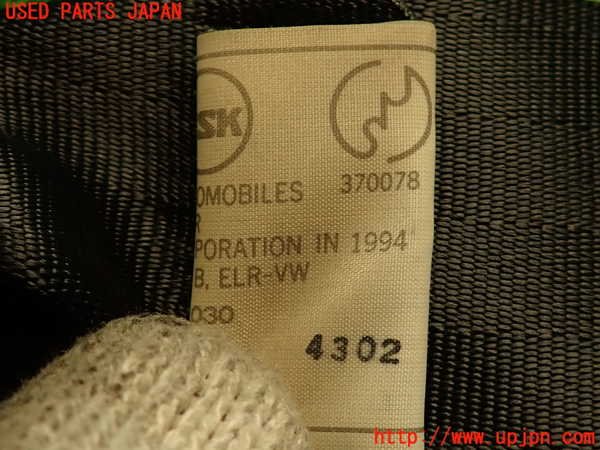 USED PARTS JAPAN
SK
370078
OMOBILES
R
PORATION IN 1994
B, ELR-VW
030
4302
http://www.upjpn.com